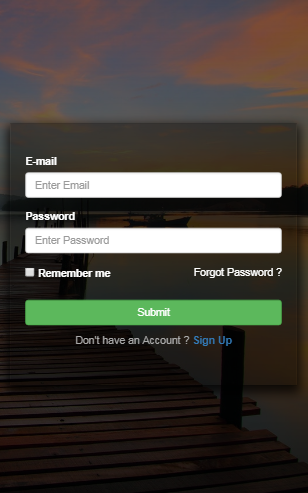 E-mail
Enter Email
Password
Enter Password
Remember me Forgot Password ?
Submit
Don't have an Account ? Sign Up